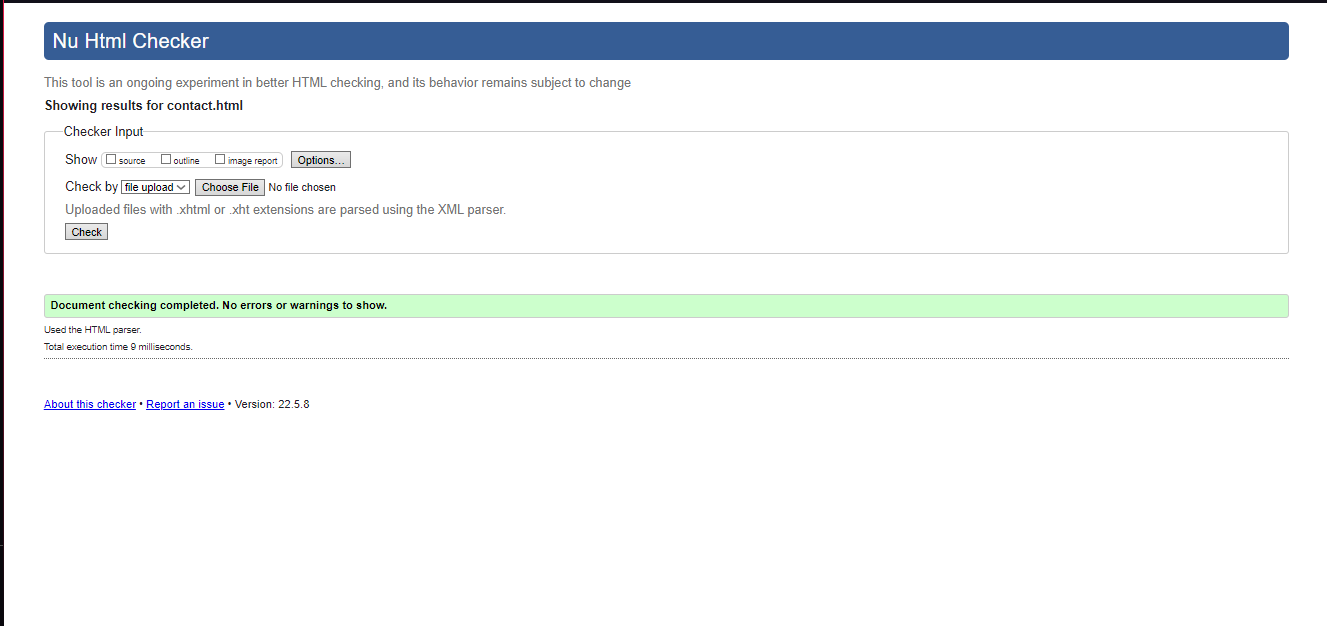 Nu Html Checker
This tool is an ongoing experiment in better HTML checking, and its behavior remains subject to change
Showing results for contact.html
Checker Input
Show source outline image report Options...
Check by file upload Choose File No file chosen
Uploaded files with .xhtml or .xht extensions are parsed using the XML parser.
Check
Document checking completed. No errors or warnings to show.
Used the HTML parser.
Total execution time 9 milliseconds.
About this checker • Report an issue • Version: 22.5.8